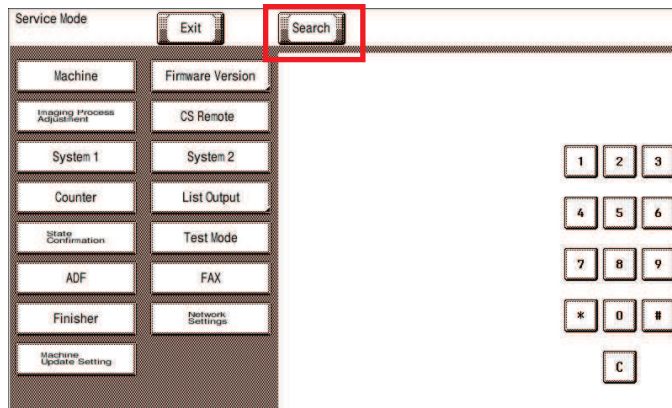 Service Mode
Exit
Search
Machine
Firmware Version
Imaging Process
Adjustment
CS Remote
System 1
System 2
Counter
List Output
State
Confirmation
Test Mode
ADF
FAX
Finisher
Network
Settings
Machine
Update Setting
1 2 3
4 5 6
7 8 9
* 0 #
C